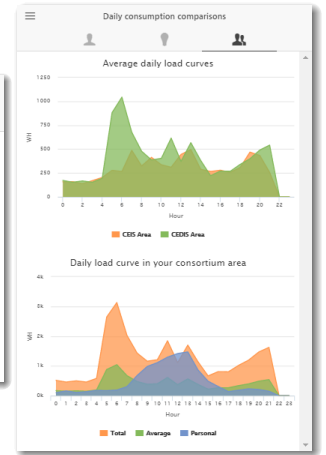 Daily consumption comparisons
Average daily load curves
1250
1000
750
500
250
0
WH
0 2 4 6 8 10 12 14 16 18 20 22
Hour
CEIS Area CEDIS Area
Daily load curve in your consortium area
4k
3k
2k
1k
0k
WH
0 1 2 3 4 5 6 7 8 9 10 11 12 13 14 15 16 17 18 19 20 21 22 23
Hour
Total Average Personal